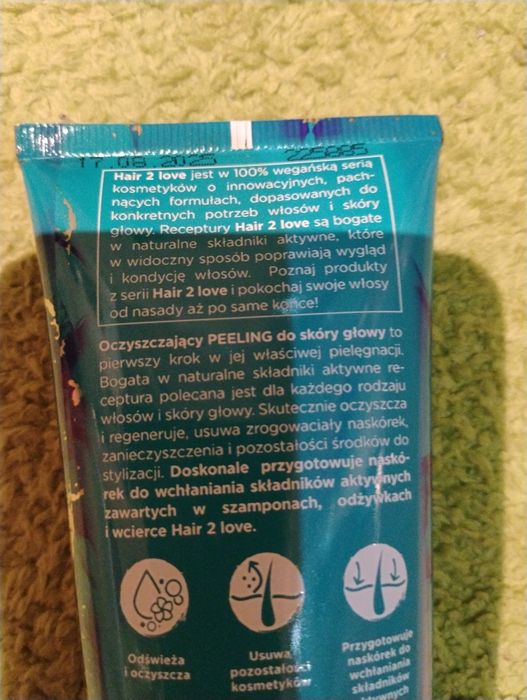 17.08.2025 225885
Hair 2 love jest w 100% wegańską serią
kosmetyków o innowacyjnych, pach-
nących formułach, dopasowanych do
konkretnych potrzeb włosów i skóry
głowy. Receptury Hair 2 love są bogate
w naturalne składniki aktywne, które
w widoczny sposób poprawiają wygląd
i kondycję włosów. Poznaj produkty
z serii Hair 2 love i pokochaj swoje włosy
od nasady aż po same końce!
Oczyszczający PEELING do skóry głowy to
pierwszy krok w jej właściwej pielęgnacji.
Bogata w naturalne składniki aktywne re-
ceptura polecana jest dla każdego rodzaju
włosów i skóry głowy. Skutecznie oczyszcza
i regeneruje, usuwa zrogowaciały naskórek,
zanieczyszczenia i pozostałości środków do
stylizacji. Doskonale przygotowuje naskó-
rek do wchłaniania składników aktywnych
zawartych w szamponach, odżywkach
i wcierce Hair 2 love.
Odświeża
i oczyszcza
Usuwa
pozostałości
kosmetyków
Przygotowuje
naskórek do
wchłaniania
składników
aktywnych